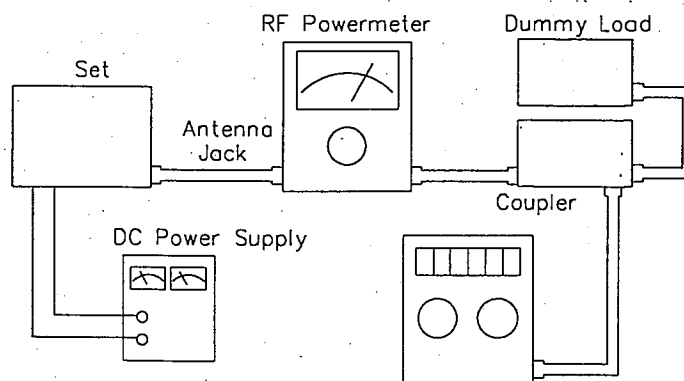 RF Powermeter
Dummy Load
Set
Antenna
Jack
Coupler
DC Power Supply